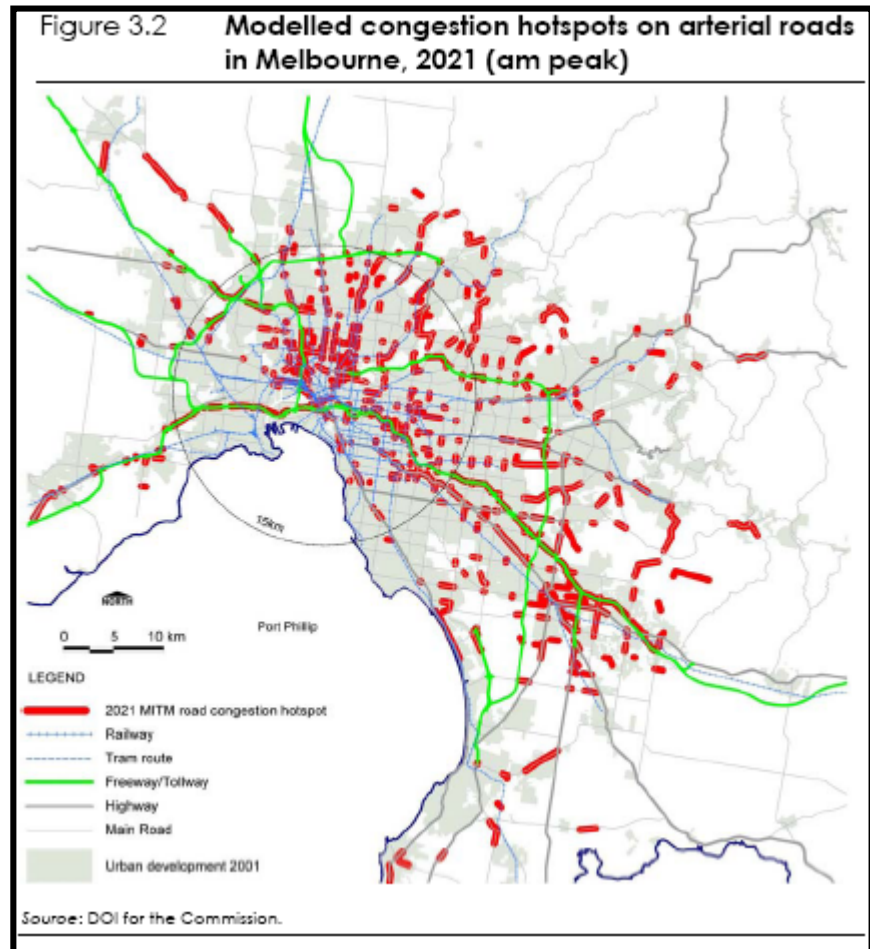 Figure 3.2 Modelled congestion hotspots on arterial roads
in Melbourne, 2021 (am peak)
15km
NORTH
0 5 10 km
Port Phillip
LEGEND
2021 MITM road congestion hotspot
Railway
Tram route
Freeway/Tollway
Highway
Main Road
Urban development 2001
Source: DOI for the Commission.